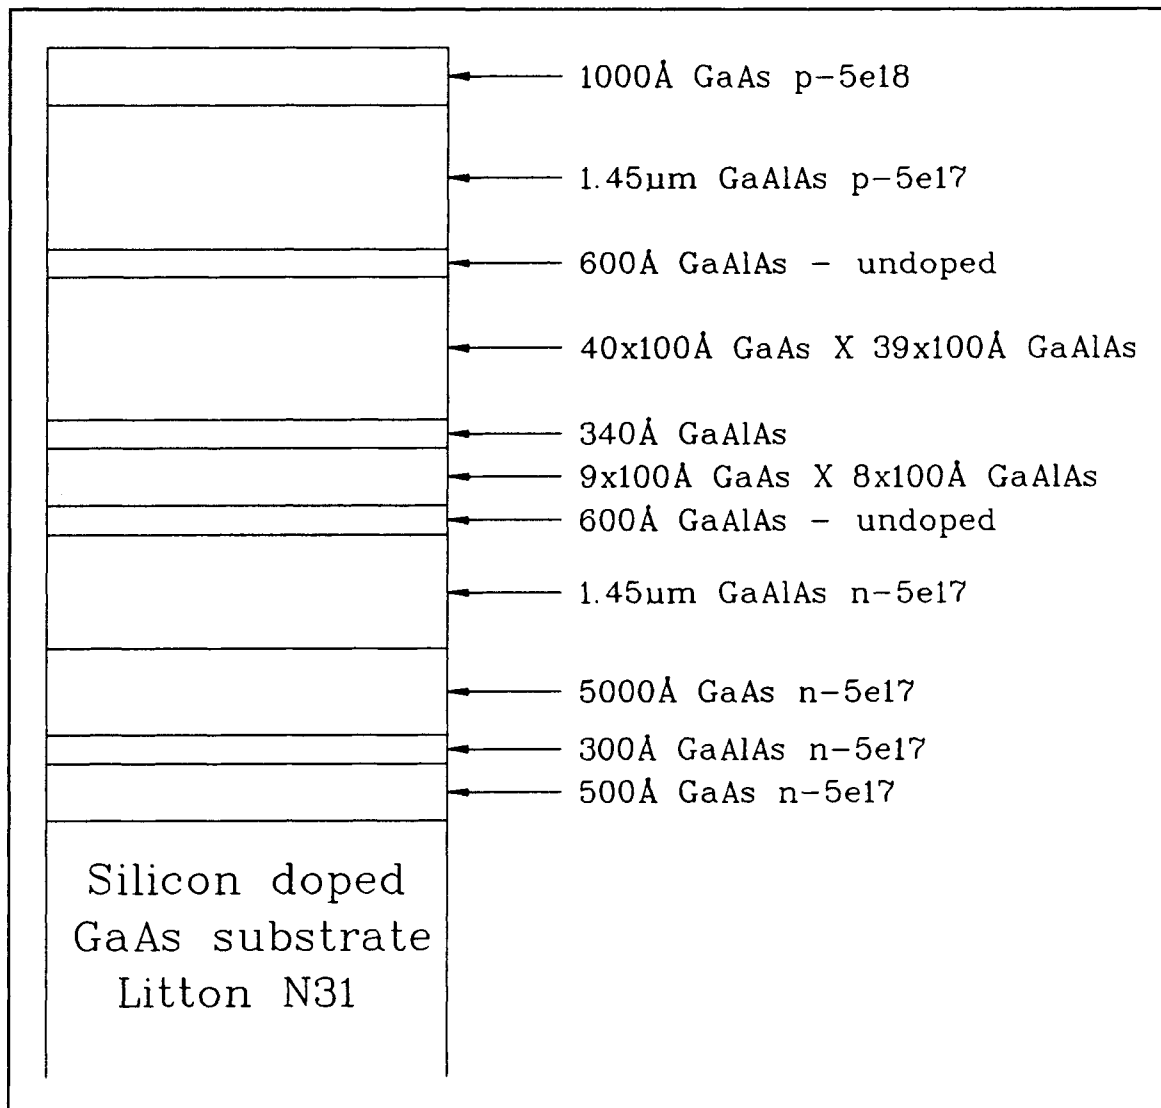 1000Å GaAs p-5e18
1.45µm GaAlAs p-5e17
600Å GaAlAs - undoped
40x100Å GaAs X 39x100Å GaAlAs
340Å GaAlAs
9x100Å GaAs X 8x100Å GaAlAs
600Å GaAlAs - undoped
1.45µm GaAlAs n-5e17
5000Å GaAs n-5e17
300Å GaAlAs n-5e17
500Å GaAs n-5e17
Silicon doped
GaAs substrate
Litton N31